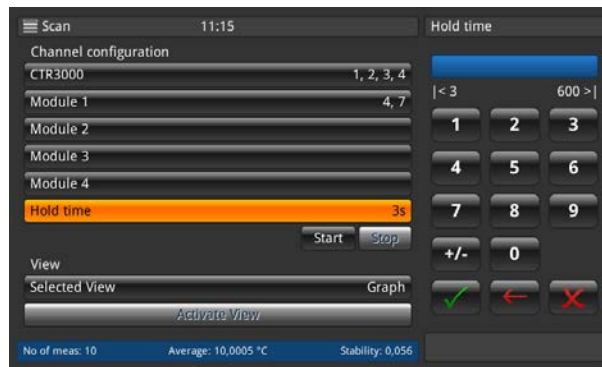 Scan 11:15
Channel configuration
CTR3000 1, 2, 3, 4
Module 1 4, 7
Module 2
Module 3
Module 4
Hold time 3s
Start Stop
View
Selected View Graph
Activate View
No of meas: 10 Average: 10,0005 °C Stability: 0,056
Hold time
|< 3 600 >|
1 2 3
4 5 6
7 8 9
+/- 0